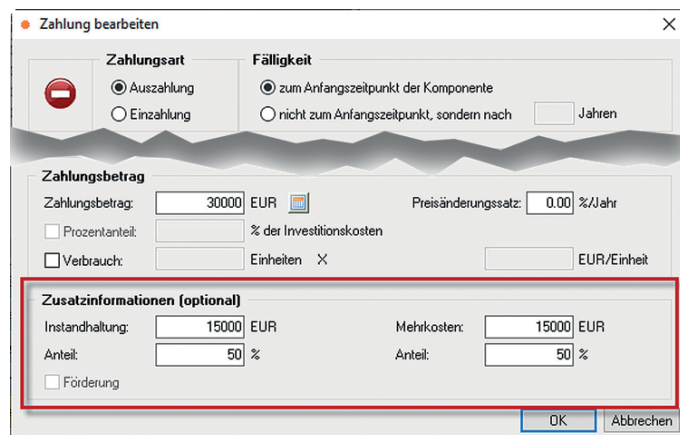 Zahlung bearbeiten
Zahlungsart
Fälligkeit
Auszahlung
zum Anfangszeitpunkt der Komponente
Einzahlung
nicht zum Anfangzeitpunkt, sondern nach Jahren
Zahlungsbetrag
Zahlungsbetrag: 30000 EUR Preisänderungssatz: 0.00 %/Jahr
Prozentanteil: % der Investitionskosten
Verbrauch: Einheiten X EUR/Einheit
Zusatzinformationen (optional)
Instandhaltung: 15000 EUR Mehrkosten: 15000 EUR
Anteil: 50 % Anteil: 50 %
Förderung
OK Abbrechen